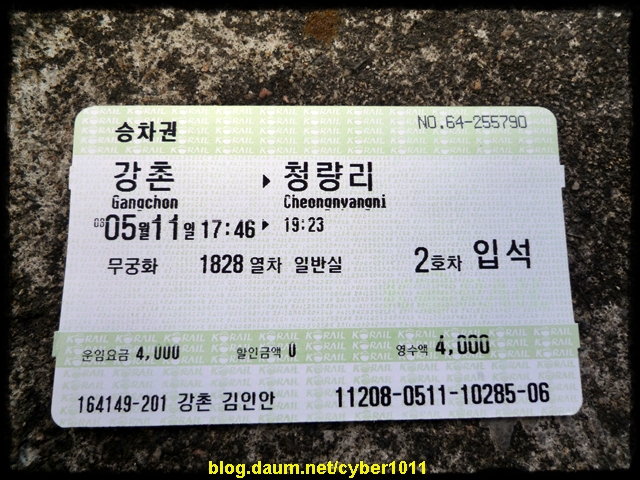 승차권 NO.64-255790
강촌 ▶ 청량리
Gangchon Cheongnyangni
05월11일 17:46 ▶ 19:23
무궁화 1828 열차 일반실 2호차 입석
운임요금 4,000 할인금액 0 영수액 4,000
164149-201 강촌 김인안 11208-0511-10285-06
blog.daum.net/cyber1011